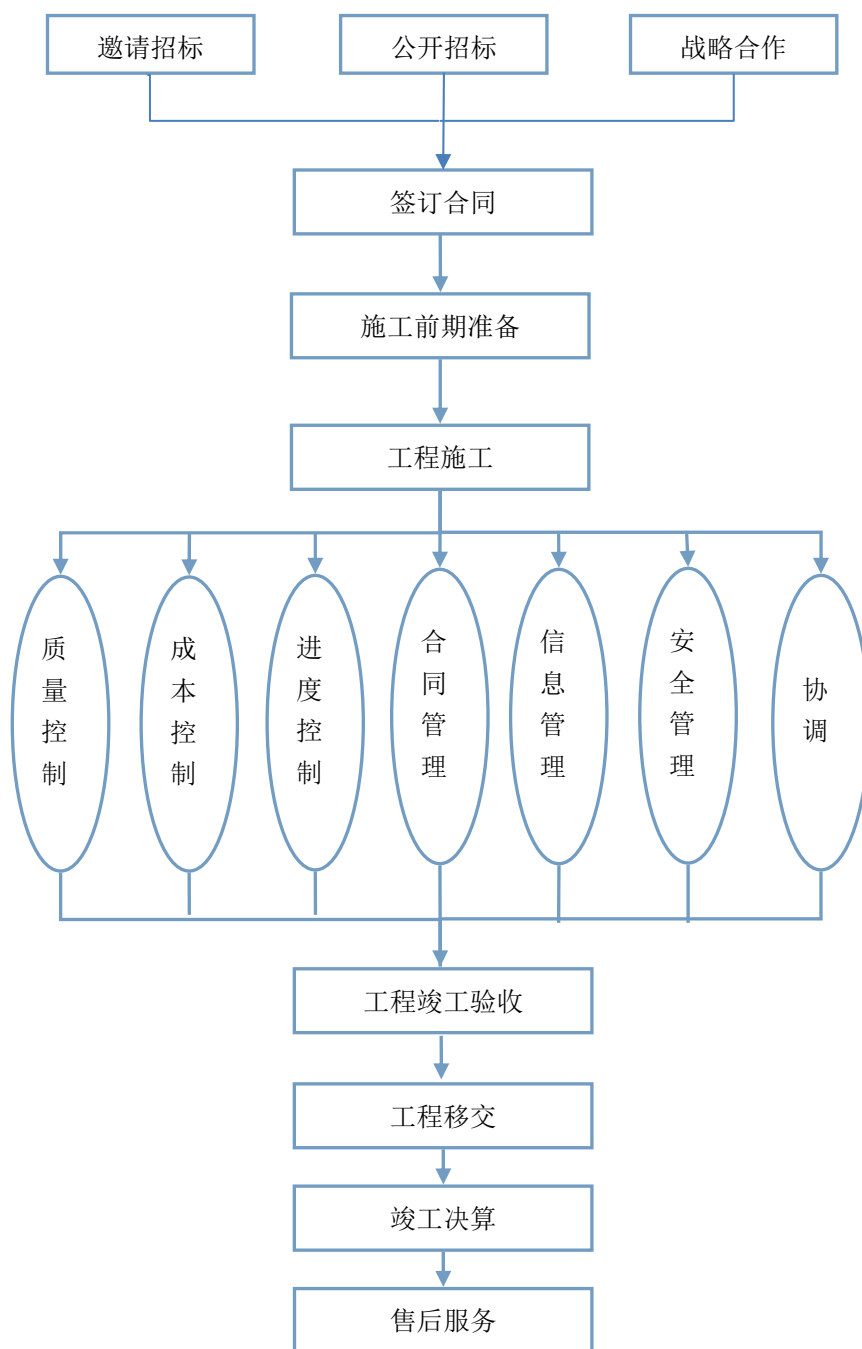 邀请招标
公开招标
战略合作
签订合同
施工前期准备
工程施工
质量控制
成本控制
进度控制
合同管理
信息管理
安全管理
协调
工程竣工验收
工程移交
竣工决算
售后服务